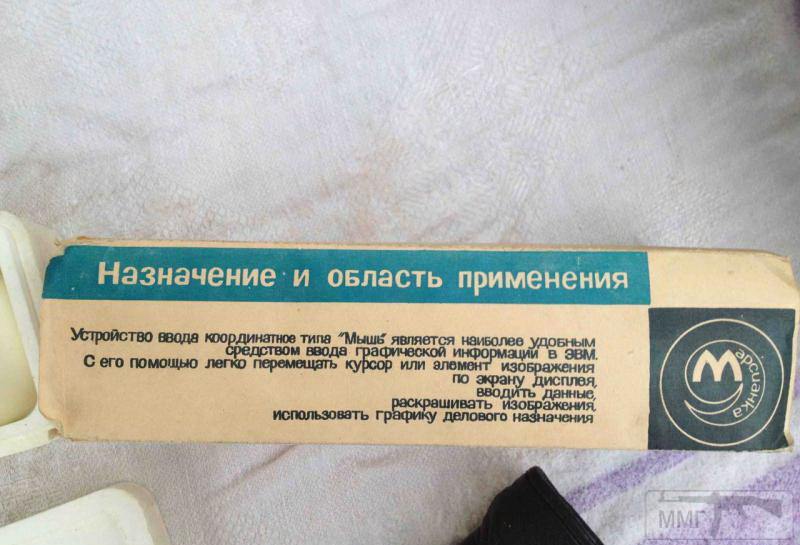 Назначение и область применения
Устройство ввода координатное типа "Мышь" является наиболее удобным
средством ввода графической информации в ЭВМ.
С его помощью легко перемещать курсор или элемент изображения
по экрану дисплея,
вводить данные,
раскрашивать изображения,
использовать графику делового назначения
Марсианка
ММГ